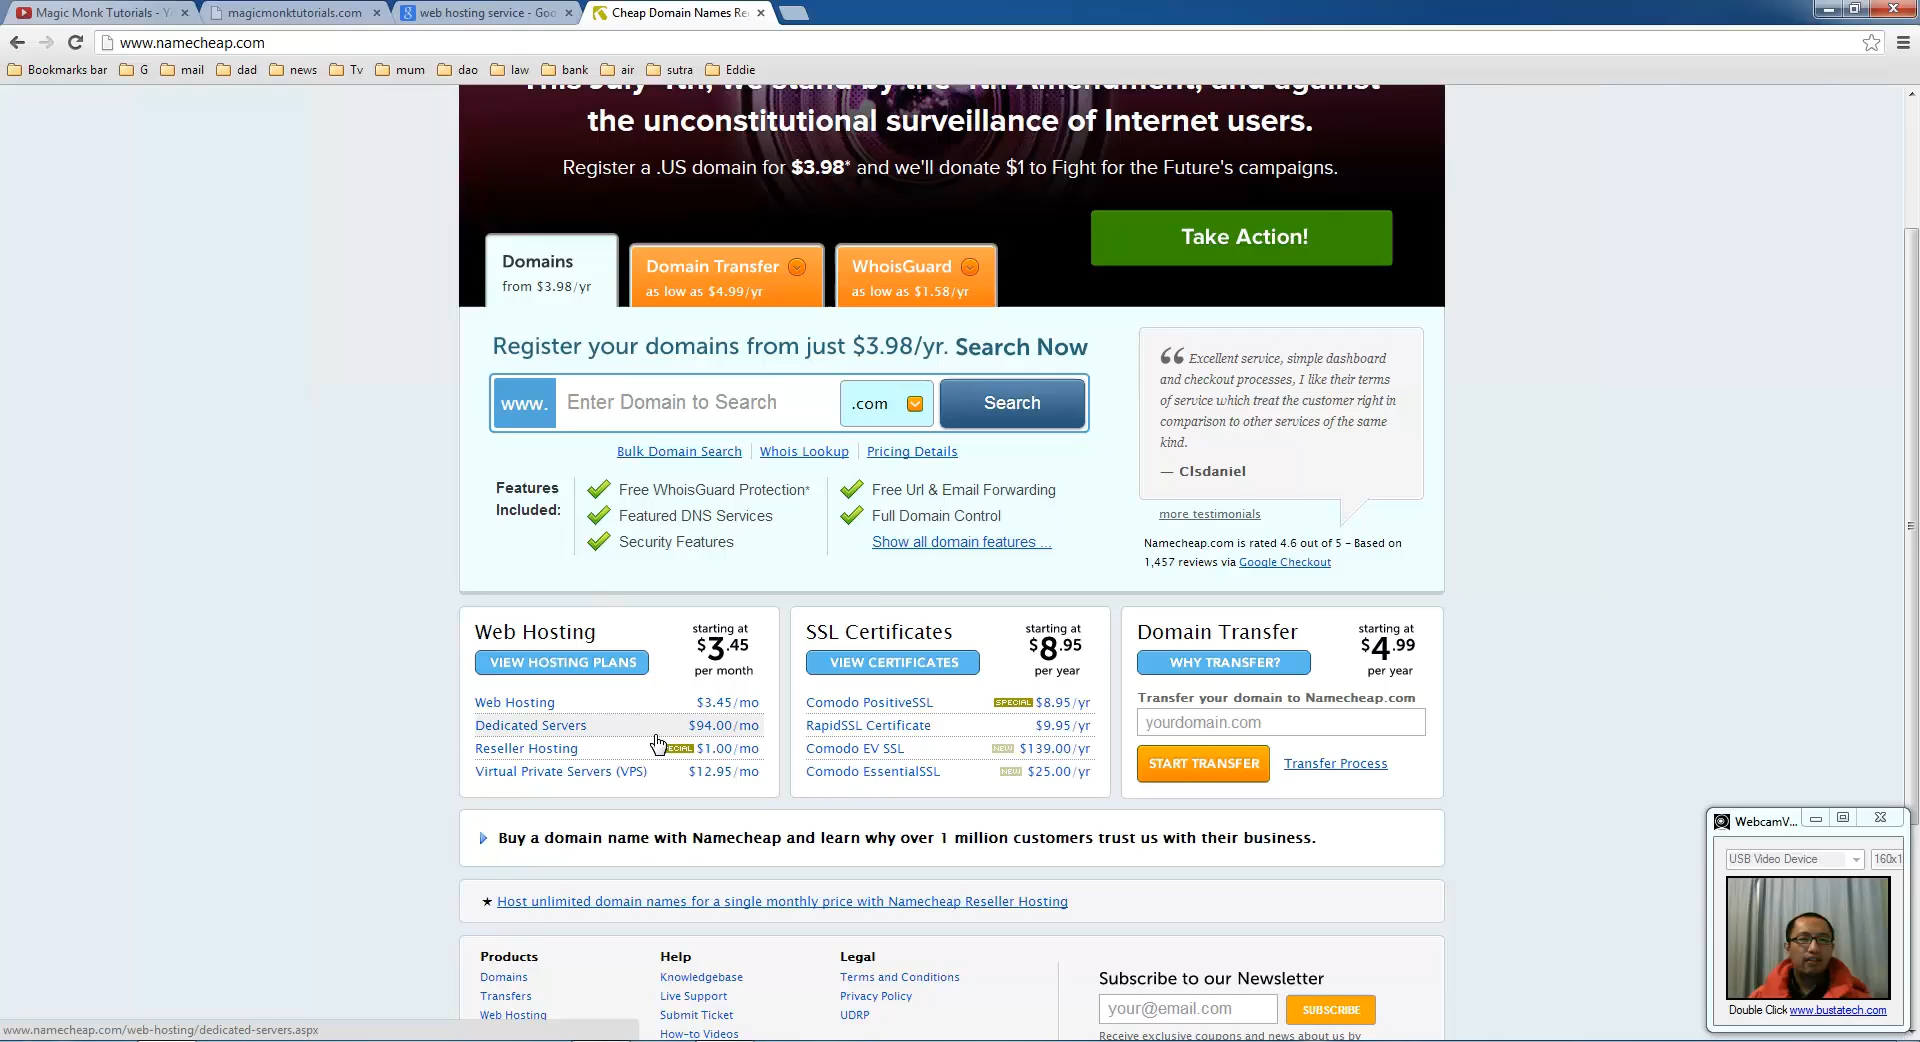 Magic Monk Tutorials - Y
magicmonktutorials.com
web hosting service - Goo
Cheap Domain Names Re
www.namecheap.com
Bookmarks bar G mail dad news Tv mum dao law bank air sutra Eddie
the unconstitutional surveillance of Internet users.
Register a .US domain for $3.98* and we'll donate $1 to Fight for the Future's campaigns.
Take Action!
Domains
from $3.98/yr
Domain Transfer
as low as $4.99/yr
WhoisGuard
as low as $1.58/yr
Register your domains from just $3.98/yr. Search Now
www. Enter Domain to Search .com Search
Bulk Domain Search Whois Lookup Pricing Details
Features
Included:
Free WhoisGuard Protection*
Featured DNS Services
Security Features
Free Url & Email Forwarding
Full Domain Control
Show all domain features ...
Excellent service, simple dashboard
and checkout processes, I like their terms
of service which treat the customer right in
comparison to other services of the same
kind.
— Clsdaniel
more testimonials
Namecheap.com is rated 4.6 out of 5 – Based on
1,457 reviews via Google Checkout
Web Hosting
VIEW HOSTING PLANS
starting at
$3.45
per month
Web Hosting $3.45/mo
Dedicated Servers $94.00/mo
Reseller Hosting $1.00/mo
Virtual Private Servers (VPS) $12.95/mo
SSL Certificates
VIEW CERTIFICATES
starting at
$8.95
per year
Comodo PositiveSSL SPECIAL $8.95/yr
RapidSSL Certificate $9.95/yr
Comodo EV SSL NEW $139.00/yr
Comodo EssentialSSL NEW $25.00/yr
Domain Transfer
WHY TRANSFER?
starting at
$4.99
per year
Transfer your domain to Namecheap.com
yourdomain.com
START TRANSFER Transfer Process
Buy a domain name with Namecheap and learn why over 1 million customers trust us with their business.
★ Host unlimited domain names for a single monthly price with Namecheap Reseller Hosting
Products
Domains
Transfers
Web Hosting
Help
Knowledgebase
Live Support
Submit Ticket
How-to Videos
Legal
Terms and Conditions
Privacy Policy
UDRP
Subscribe to our Newsletter
your@email.com SUBSCRIBE
Receive exclusive coupons and news about us by
www.namecheap.com/web-hosting/dedicated-servers.aspx
WebcamV...
USB Video Device 160x1
Double Click www.bustatech.com